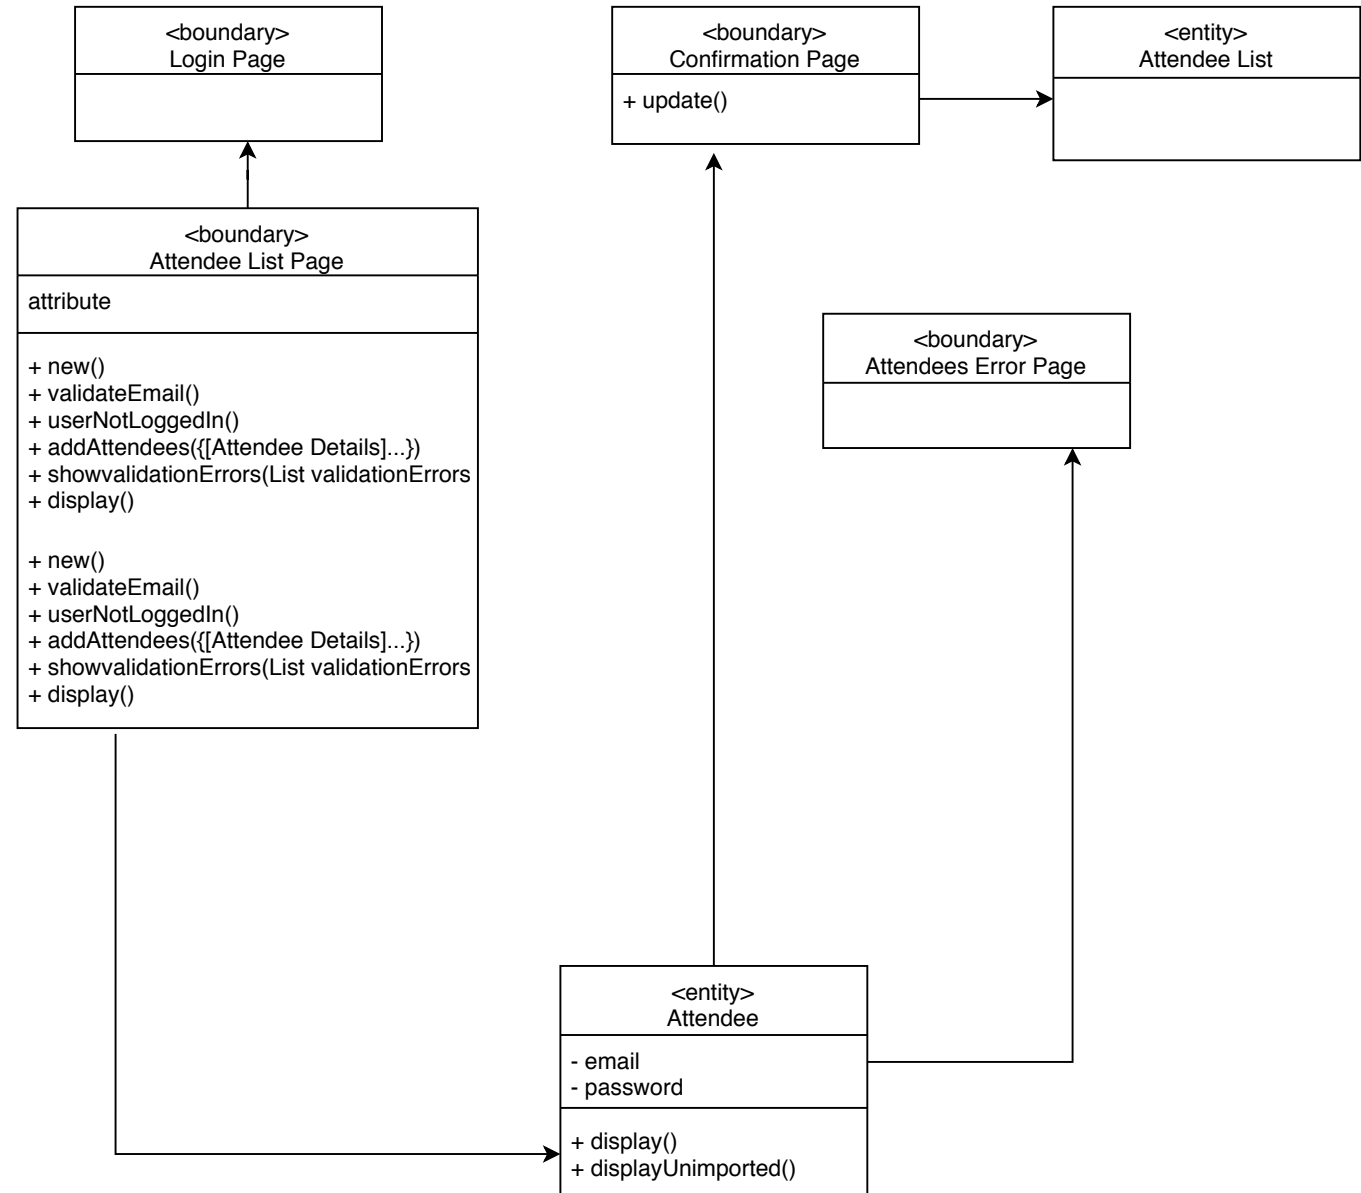 <boundary>
Login Page
<boundary>
Confirmation Page
+ update()
<entity>
Attendee List
<boundary>
Attendee List Page
attribute
+ new()
+ validateEmail()
+ userNotLoggedIn()
+ addAttendees({[Attendee Details]...})
+ showvalidationErrors(List validationErrors
+ display()
+ new()
+ validateEmail()
+ userNotLoggedIn()
+ addAttendees({[Attendee Details]...})
+ showvalidationErrors(List validationErrors
+ display()
<boundary>
Attendees Error Page
<entity>
Attendee
- email
- password
+ display()
+ displayUnimported()